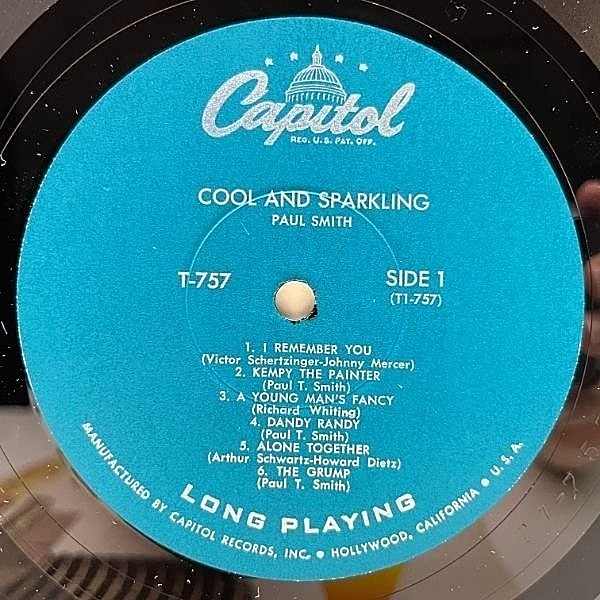 Capitol
REG. U.S. PAT. OFF.
COOL AND SPARKLING
PAUL SMITH
T-757
SIDE 1
(T1-757)
1. I REMEMBER YOU
(Victor Schertzinger-Johnny Mercer)
2. KEMPY THE PAINTER
(Paul T. Smith)
3. A YOUNG MAN'S FANCY
(Richard Whiting)
4. DANDY RANDY
(Paul T. Smith)
5. ALONE TOGETHER
(Arthur Schwartz-Howard Dietz)
6. THE GRUMP
(Paul T. Smith)
LONG PLAYING
MANUFACTURED BY CAPITOL RECORDS, INC. • HOLLYWOOD, CALIFORNIA • U.S.A.